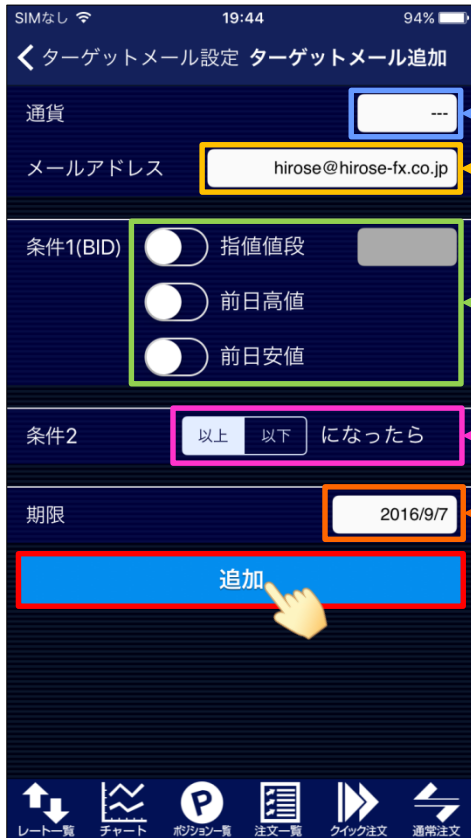 SIMなし 19:44 94%
ターゲットメール設定 ターゲットメール追加
通貨 ---
メールアドレス hirose@hirose-fx.co.jp
条件1(BID) 指値値段
前日高値
前日安値
条件2 以上 以下 になったら
期限 2016/9/7
追加
P
レート一覧 チャート ポジション一覧 注文一覧 クイック注文 通常注文